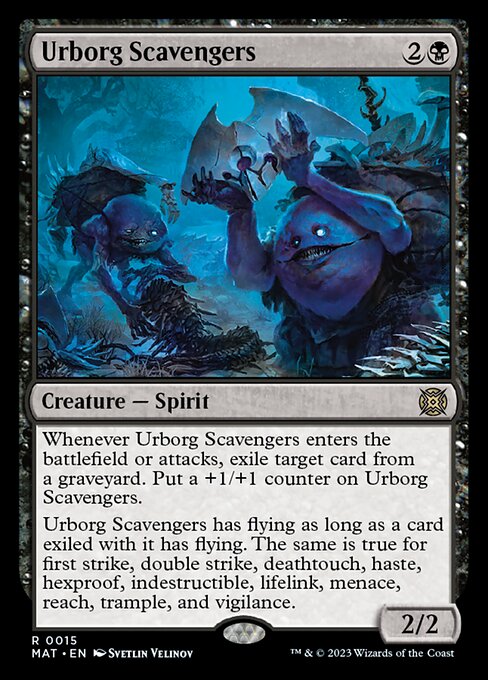 Urborg Scavengers 2
Creature — Spirit
Whenever Urborg Scavengers enters the
battlefield or attacks, exile target card from
a graveyard. Put a +1/+1 counter on Urborg
Scavengers.
Urborg Scavengers has flying as long as a card
exiled with it has flying. The same is true for
first strike, double strike, deathtouch, haste,
hexproof, indestructible, lifelink, menace,
reach, trample, and vigilance.
2/2
R 0015
MAT • EN Svetlin Velinov
™ & © 2023 Wizards of the Coast